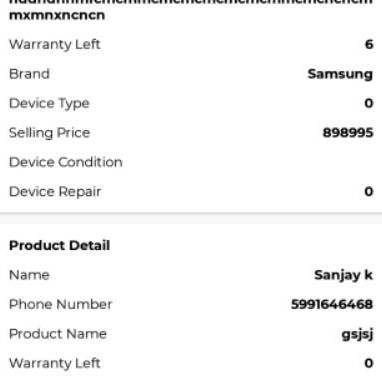 mxmnxncncn
Warranty Left 6
Brand Samsung
Device Type 0
Selling Price 898995
Device Condition
Device Repair 0
Product Detail
Name Sanjay k
Phone Number 5991646468
Product Name gsjsj
Warranty Left 0